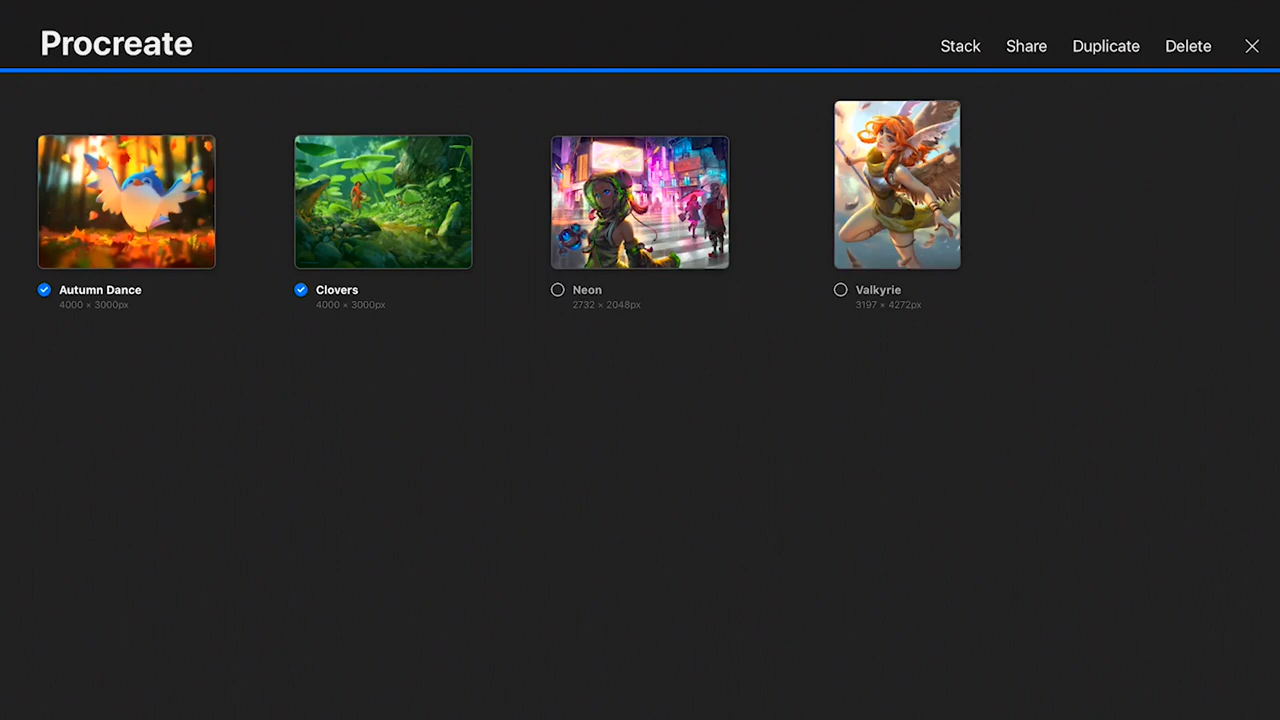 Procreate
Stack Share Duplicate Delete
Autumn Dance
4000 × 3000px
Clovers
4000 × 3000px
Neon
2732 × 2048px
Valkyrie
3197 × 4272px